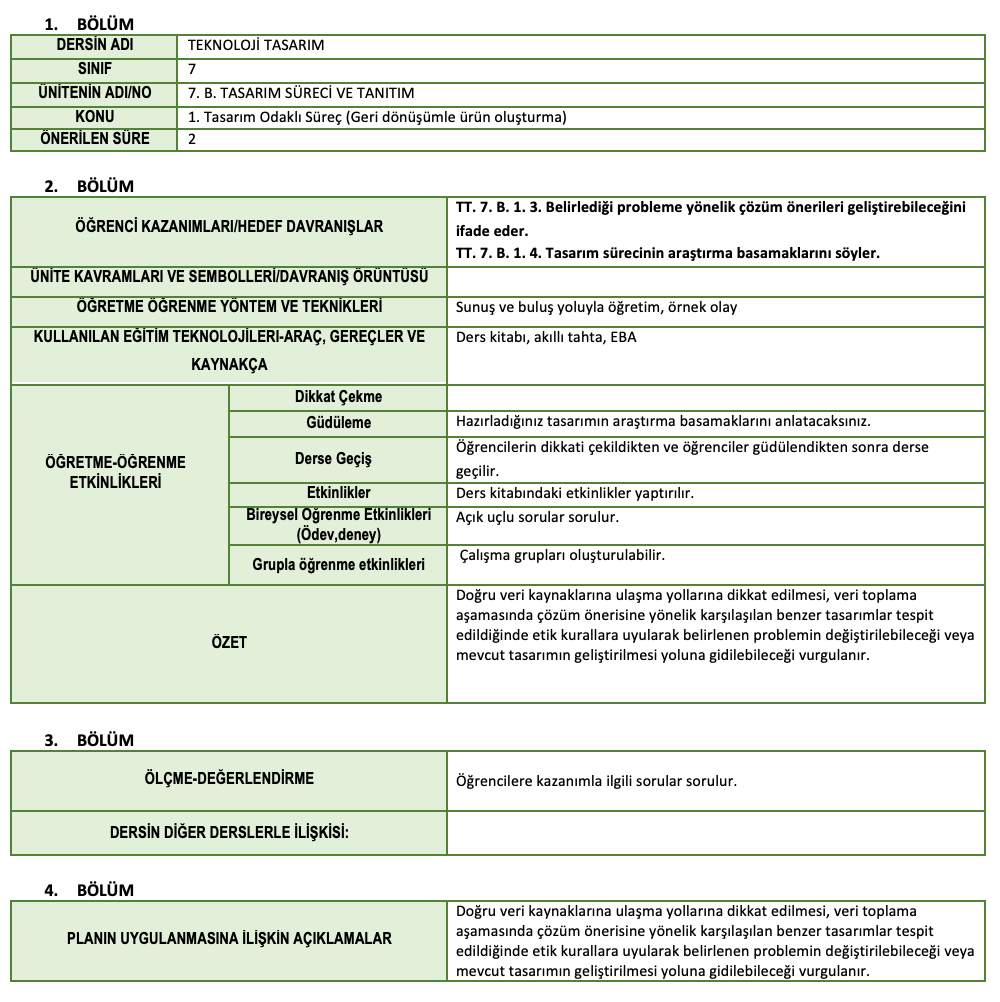 1. BÖLÜM
DERSİN ADI TEKNOLOJİ TASARIM
SINIF 7
ÜNİTENİN ADI/NO 7. B. TASARIM SÜRECİ VE TANITIM
KONU 1. Tasarım Odaklı Süreç (Geri dönüşümle ürün oluşturma)
ÖNERİLEN SÜRE 2
2. BÖLÜM
ÖĞRENCİ KAZANIMLARI/HEDEF DAVRANIŞLAR
TT. 7. B. 1. 3. Belirlediği probleme yönelik çözüm önerileri geliştirebileceğini
ifade eder.
TT. 7. B. 1. 4. Tasarım sürecinin araştırma basamaklarını söyler.
ÜNİTE KAVRAMLARI VE SEMBOLLERİ/DAVRANIŞ ÖRÜNTÜSÜ
ÖĞRETME ÖĞRENME YÖNTEM VE TEKNİKLERİ Sunuş ve buluş yoluyla öğretim, örnek olay
KULLANILAN EĞİTİM TEKNOLOJİLERI-ARAÇ, GEREÇLER VE
KAYNAKÇA
Ders kitabı, akıllı tahta, EBA
ÖĞRETME-ÖĞRENME
ETKİNLİKLERİ
Dikkat Çekme
Güdüleme Hazırladığınız tasarımın araştırma basamaklarını anlatacaksınız.
Derse Geçiş
Öğrencilerin dikkati çekildikten ve öğrenciler güdülendikten sonra derse
geçilir.
Etkinlikler Ders kitabındaki etkinlikler yaptırılır.
Bireysel Öğrenme Etkinlikleri
(Ödev,deney)
Açık uçlu sorular sorulur.
Grupla öğrenme etkinlikleri Çalışma grupları oluşturulabilir.
ÖZET
Doğru veri kaynaklarına ulaşma yollarına dikkat edilmesi, veri toplama
aşamasında çözüm önerisine yönelik karşılaşılan benzer tasarımlar tespit
edildiğinde etik kurallara uyularak belirlenen problemin değiştirilebileceği veya
mevcut tasarımın geliştirilmesi yoluna gidilebileceği vurgulanır.
3. BÖLÜM
ÖLÇME-DEĞERLENDİRME Öğrencilere kazanımla ilgili sorular sorulur.
DERSİN DİĞER DERSLERLE İLİŞKİSİ:
4. BÖLÜM
PLANIN UYGULANMASINA İLİŞKİN AÇIKLAMALAR
Doğru veri kaynaklarına ulaşma yollarına dikkat edilmesi, veri toplama
aşamasında çözüm önerisine yönelik karşılaşılan benzer tasarımlar tespit
edildiğinde etik kurallara uyularak belirlenen problemin değiştirilebileceği veya
mevcut tasarımın geliştirilmesi yoluna gidilebileceği vurgulanır.